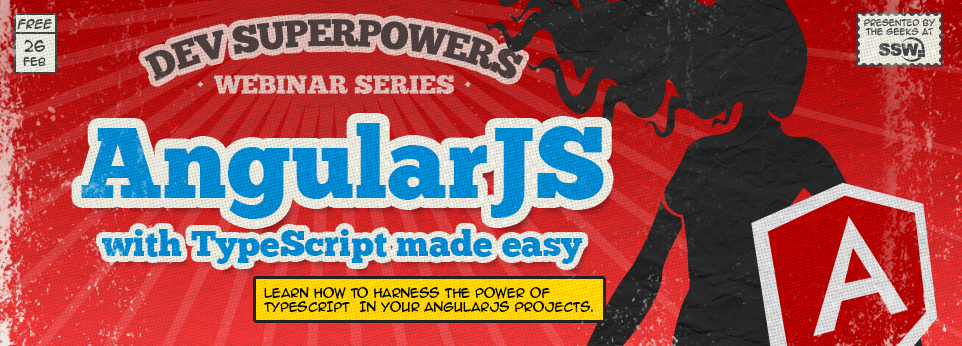 FREE
26
FEB
DEV SUPERPOWERS
· WEBINAR SERIES ·
PRESENTED BY
THE GEEKS AT
SSW
AngularJS
with TypeScript made easy
LEARN HOW TO HARNESS THE POWER OF
TYPESCRIPT IN YOUR ANGULARJS PROJECTS.
A